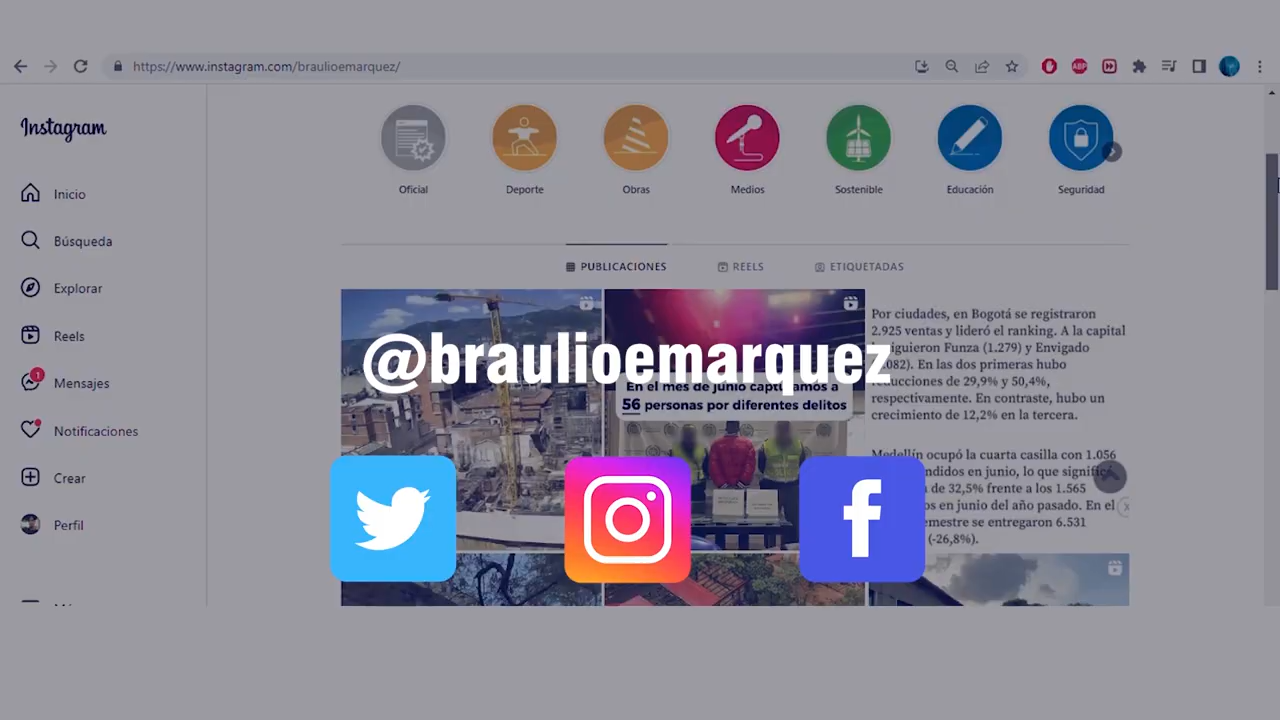 https://www.instagram.com/braulioemarquez/
ABP
Instagram
Inicio
Búsqueda
Explorar
Reels
1
Mensajes
Notificaciones
Crear
Perfil
Oficial
Deporte
Obras
Medios
Sostenible
Educación
Seguridad
PUBLICACIONES
REELS
ETIQUETADAS
@braulioemarquez
En el mes de junio capturamos a
56 personas por diferentes delitos
Por ciudades, en Bogotá se registraron
2.925 ventas y lideró el ranking. A la capital
siguieron Funza (1.279) y Envigado
En las dos primeras hubo
reducciones de 29,9% y 50,4%,
respectivamente. En contraste, hubo un
crecimiento de 12,2% en la tercera.
Medellín ocupó la cuarta casilla con 1.056
en junio, lo que significó
de 32,5% frente a los 1.565
en junio del año pasado. En el
se entregaron 6.531
(-26,8%).